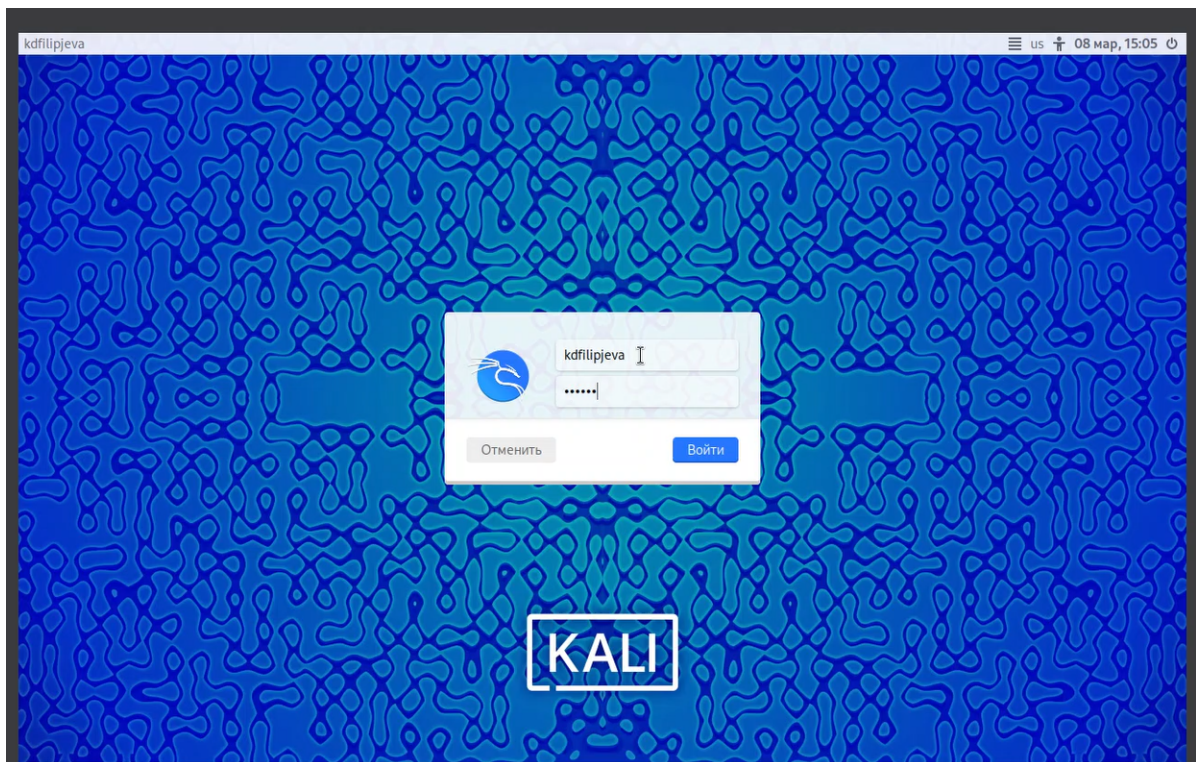 kdfilipjeva
us 08 мар, 15:05
kdfilipjeva
••••••
Отменить
Войти
KALI